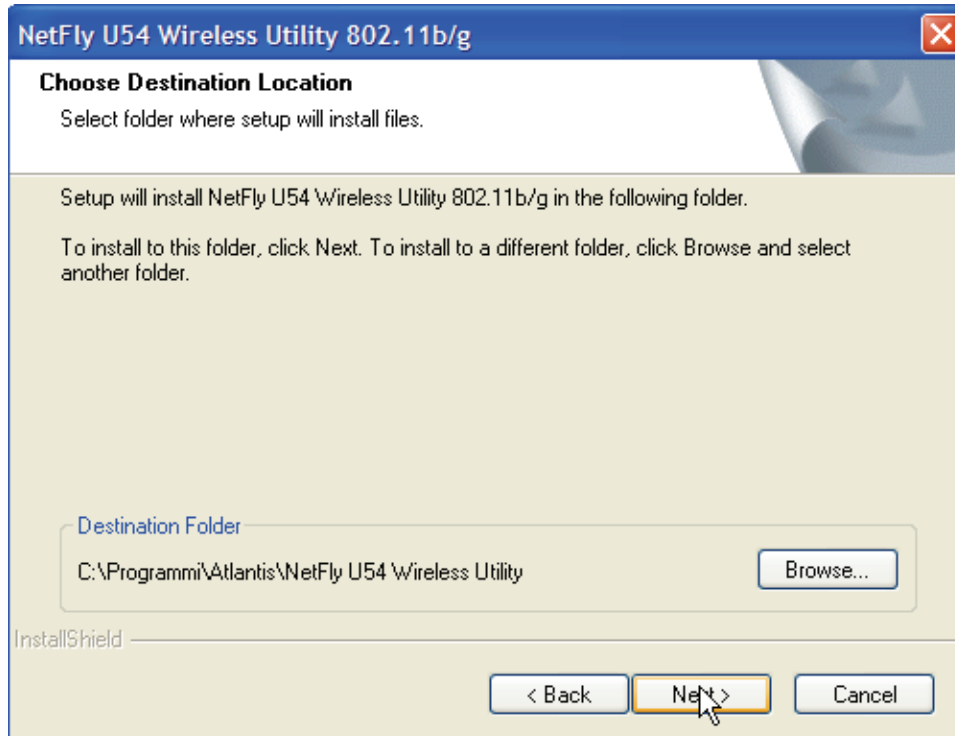 NetFly U54 Wireless Utility 802.11b/g
Choose Destination Location
Select folder where setup will install files.
Setup will install NetFly U54 Wireless Utility 802.11b/g in the following folder.
To install to this folder, click Next. To install to a different folder, click Browse and select
another folder.
Destination Folder
C:\Programmi\Atlantis\NetFly U54 Wireless Utility
Browse...
InstallShield
< Back
Next >
Cancel